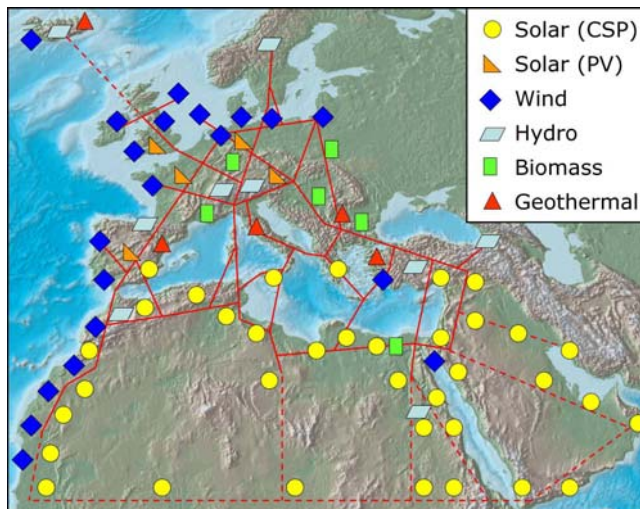 Solar (CSP)
Solar (PV)
Wind
Hydro
Biomass
Geothermal